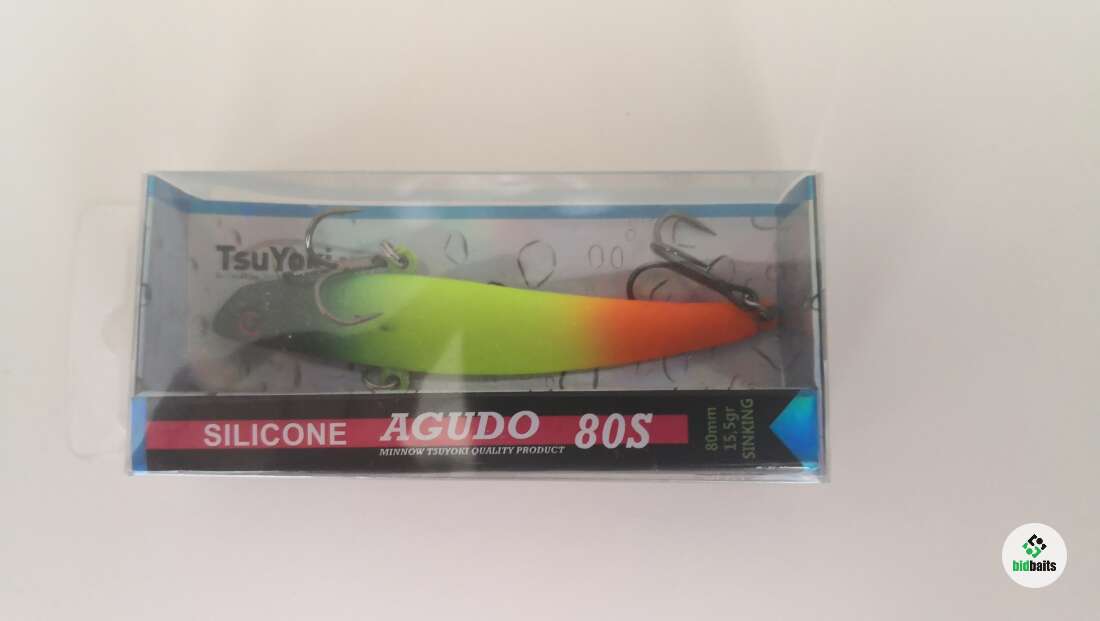 TsuYoki
SILICONE AGUDO 80S
MINNOW TSUYOKI QUALITY PRODUCT
80mm
15,5gr
SINKING
bidbaits